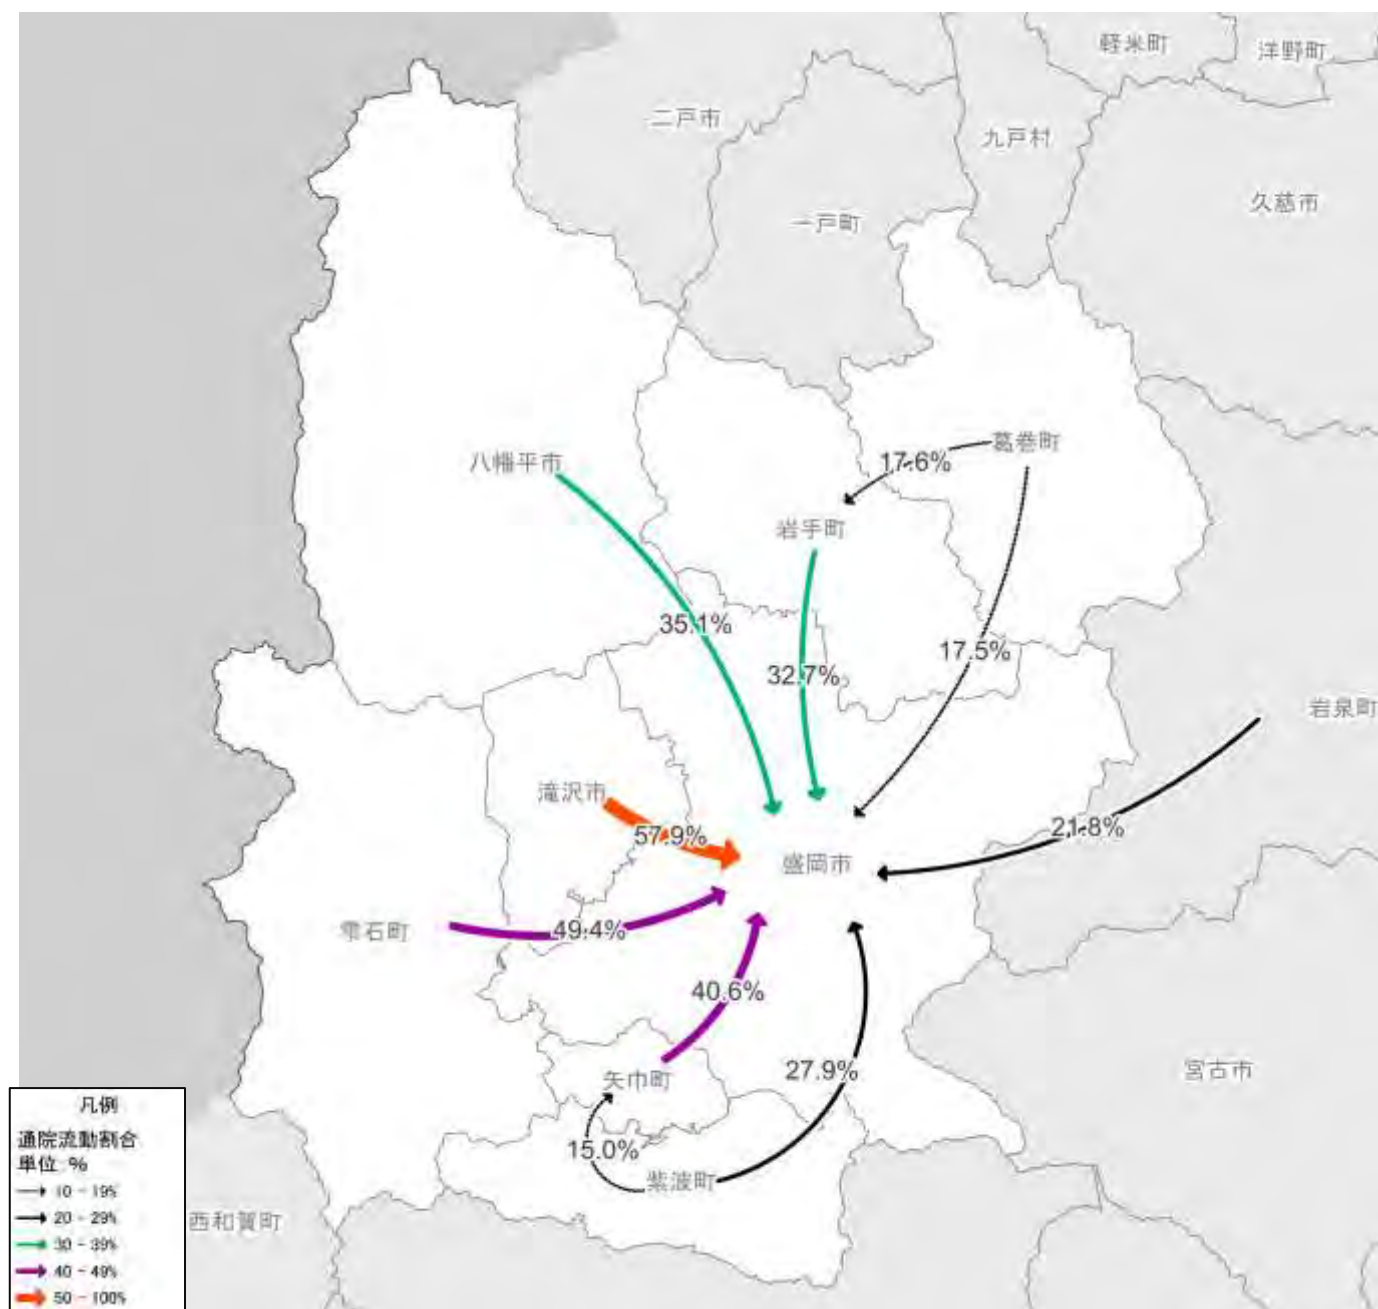 軽米町
洋野町
二戸市
九戸村
久慈市
一戸町
葛巻町
17.6%
八幡平市
岩手町
35.1%
17.5%
32.7%
岩泉町
滝沢市
57.9%
21.8%
盛岡市
雫石町
49.4%
40.6%
27.9%
宮古市
矢巾町
15.0%
紫波町
西和賀町
凡例
通院流動割合
単位 %
10 - 19%
20 - 29%
30 - 39%
40 - 49%
50 - 100%